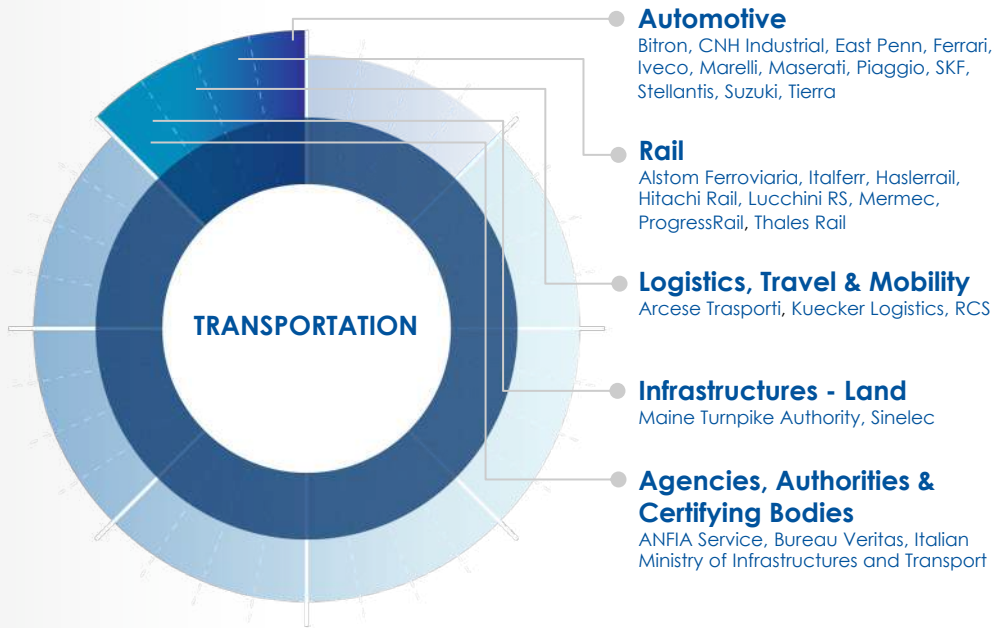 TRANSPORTATION
Automotive
Bitron, CNH Industrial, East Penn, Ferrari,
Iveco, Marelli, Maserati, Piaggio, SKF,
Stellantis, Suzuki, Tierra
Rail
Alstom Ferroviaria, Italferr, Haslerrail,
Hitachi Rail, Lucchini RS, Mermec,
ProgressRail, Thales Rail
Logistics, Travel & Mobility
Arcese Trasporti, Kuecker Logistics, RCS
Infrastructures - Land
Maine Turnpike Authority, Sinelec
Agencies, Authorities &
Certifying Bodies
ANFIA Service, Bureau Veritas, Italian
Ministry of Infrastructures and Transport